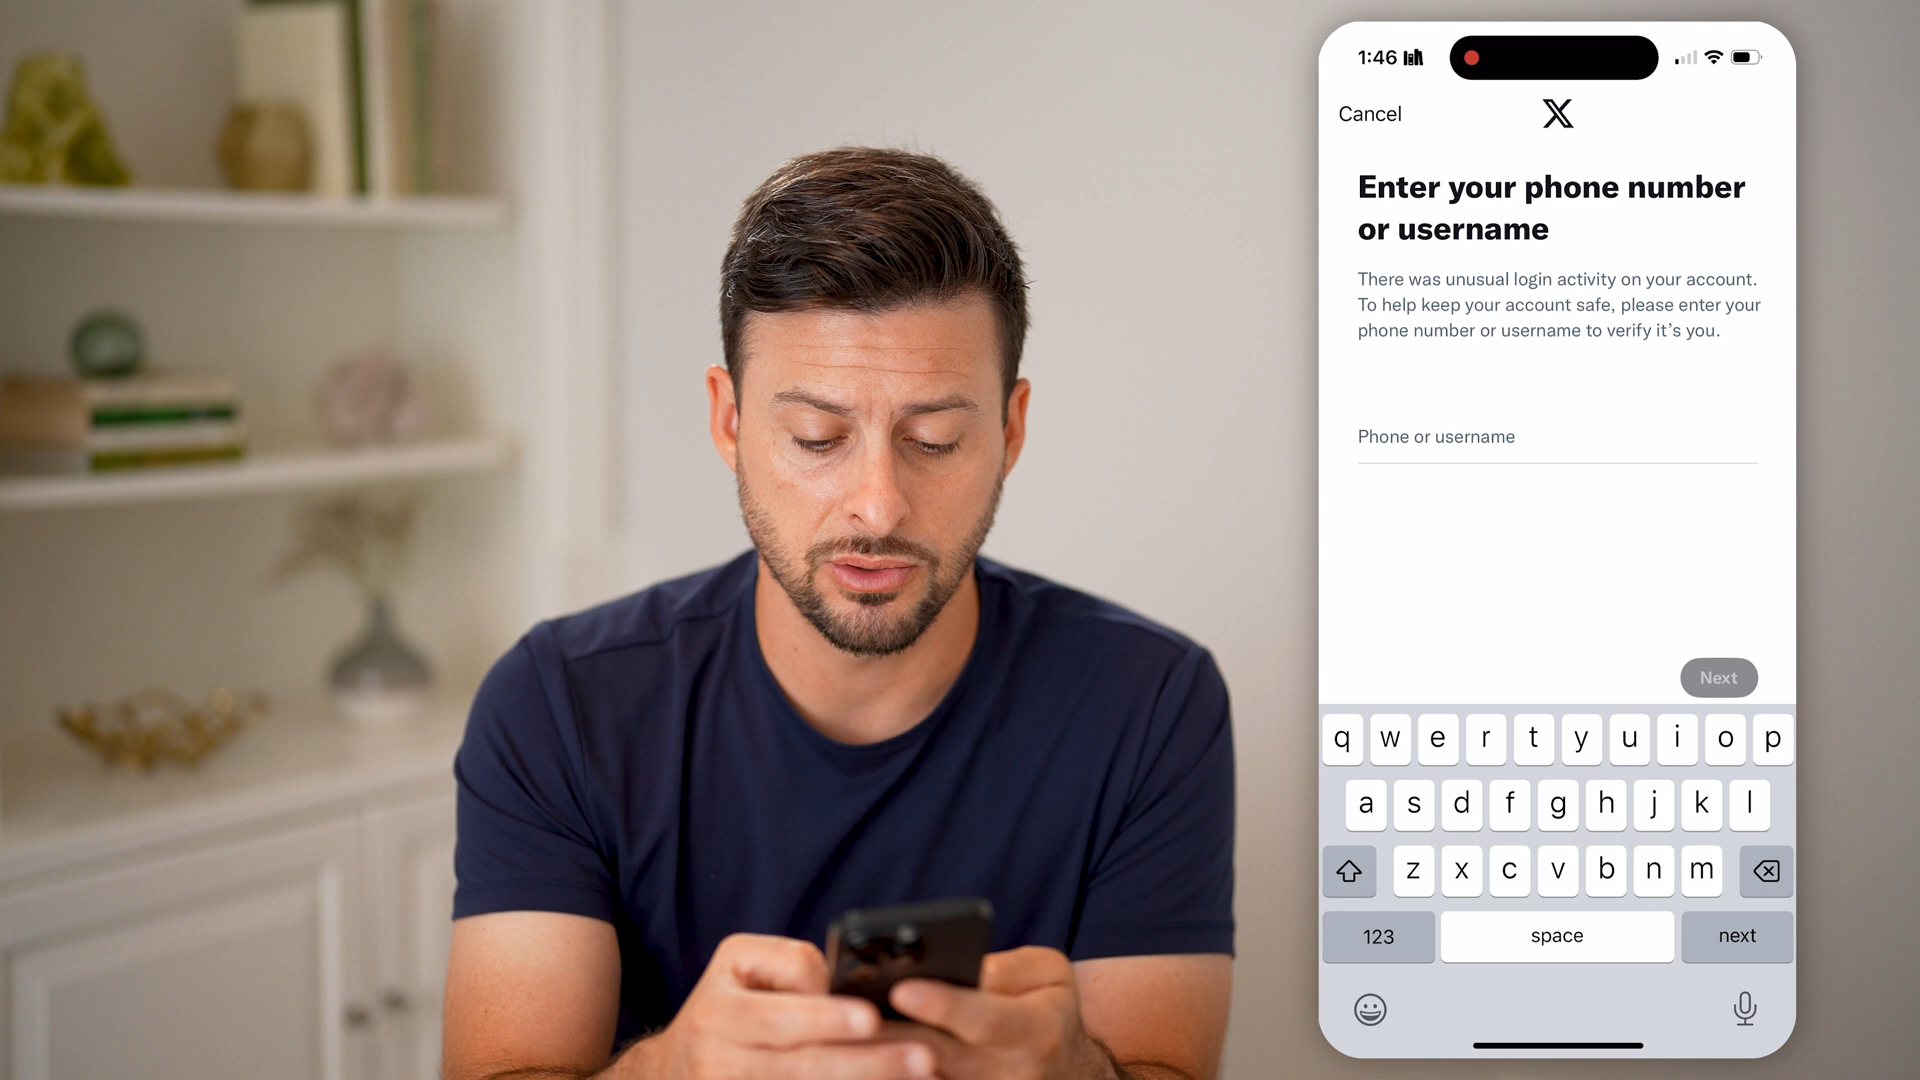 1:46
Cancel
X
Enter your phone number
or username
There was unusual login activity on your account.
To help keep your account safe, please enter your
phone number or username to verify it’s you.
Phone or username
Next
q w e r t y u i o p
a s d f g h j k l
z x c v b n m
123 space next